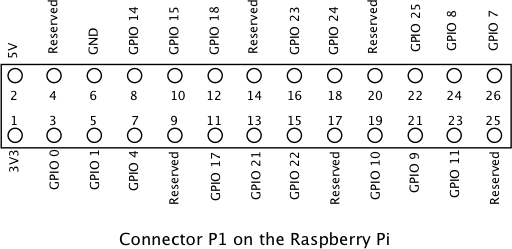 5V Reserved GND GPIO 14 GPIO 15 GPIO 18 Reserved GPIO 23 GPIO 24 Reserved GPIO 25 GPIO 8 GPIO 7
2 4 6 8 10 12 14 16 18 20 22 24 26
1 3 5 7 9 11 13 15 17 19 21 23 25
3V3 GPIO 0 GPIO 1 GPIO 4 Reserved GPIO 17 GPIO 21 GPIO 22 Reserved GPIO 10 GPIO 9 GPIO 11 Reserved
Connector P1 on the Raspberry Pi